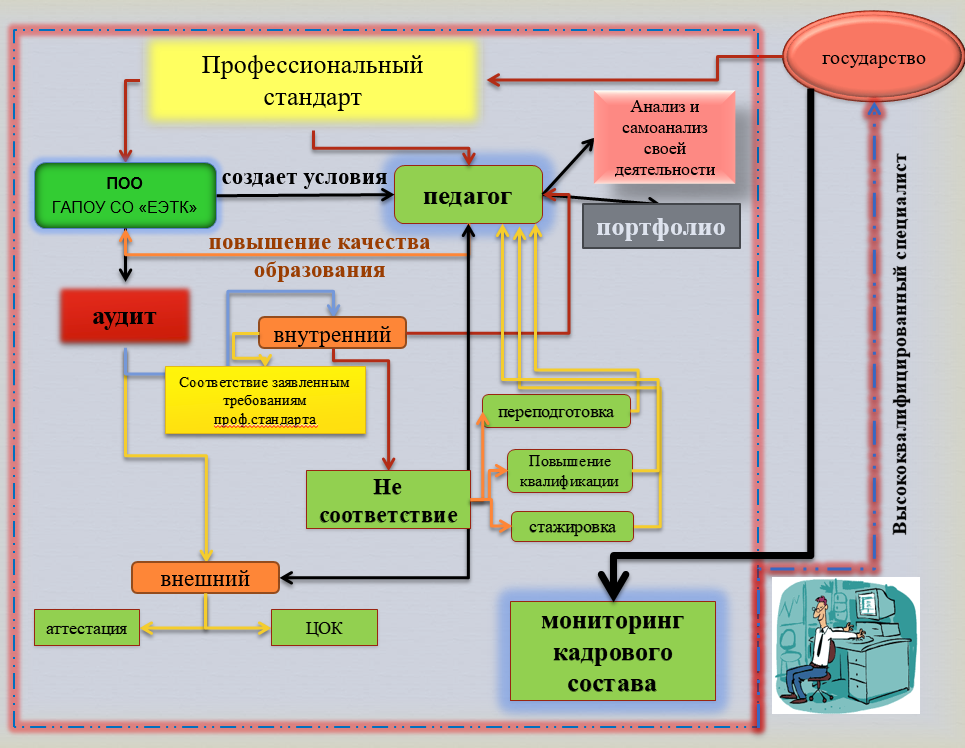 Профессиональный
стандарт
государство
Анализ и
самоанализ
своей
деятельности
ПОО
ГАПОУ СО «ЕЭТК»
создает условия
педагог
портфолио
повышение качества
образования
Высококвалифицированный специалист
аудит
внутренний
Соответствие заявленным
требованиям
проф.стандарта
переподготовка
Повышение
квалификации
Не
соответствие
стажировка
внешний
аттестация
ЦОК
мониторинг
кадрового
состава